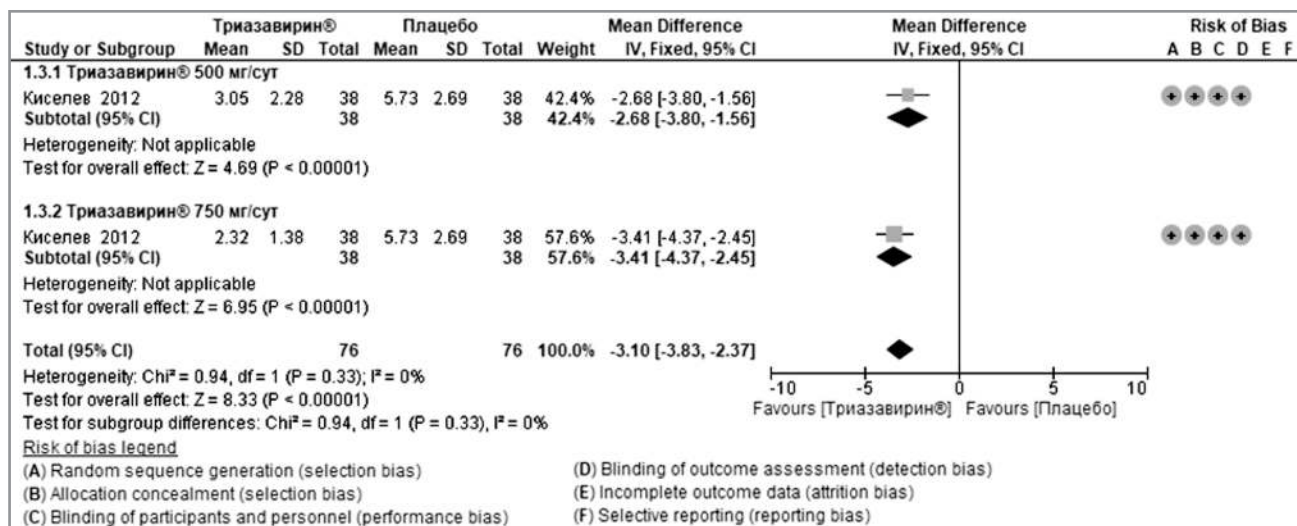 Триазавирин® Плацебо Mean Difference Mean Difference Risk of Bias
Study or Subgroup Mean SD Total Mean SD Total Weight IV, Fixed, 95% CI IV, Fixed, 95% CI A B C D E F
1.3.1 Триазавирин® 500 мг/сут
Киселев 2012 3.05 2.28 38 5.73 2.69 38 42.4% -2.68 [-3.80, -1.56] + + + +
Subtotal (95% CI) 38 38 42.4% -2.68 [-3.80, -1.56]
Heterogeneity: Not applicable
Test for overall effect: Z = 4.69 (P < 0.00001)
1.3.2 Триазавирин® 750 мг/сут
Киселев 2012 2.32 1.38 38 5.73 2.69 38 57.6% -3.41 [-4.37, -2.45] + + + +
Subtotal (95% CI) 38 38 57.6% -3.41 [-4.37, -2.45]
Heterogeneity: Not applicable
Test for overall effect: Z = 6.95 (P < 0.00001)
Total (95% CI) 76 76 100.0% -3.10 [-3.83, -2.37]
Heterogeneity: Chi² = 0.94, df = 1 (P = 0.33); I² = 0%
-10 -5 0 5 10
Test for overall effect: Z = 8.33 (P < 0.00001)
Favours [Триазавирин®] Favours [Плацебо]
Test for subgroup differences: Chi² = 0.94, df = 1 (P = 0.33), I² = 0%
Risk of bias legend
(A) Random sequence generation (selection bias)
(B) Allocation concealment (selection bias)
(C) Blinding of participants and personnel (performance bias)
(D) Blinding of outcome assessment (detection bias)
(E) Incomplete outcome data (attrition bias)
(F) Selective reporting (reporting bias)